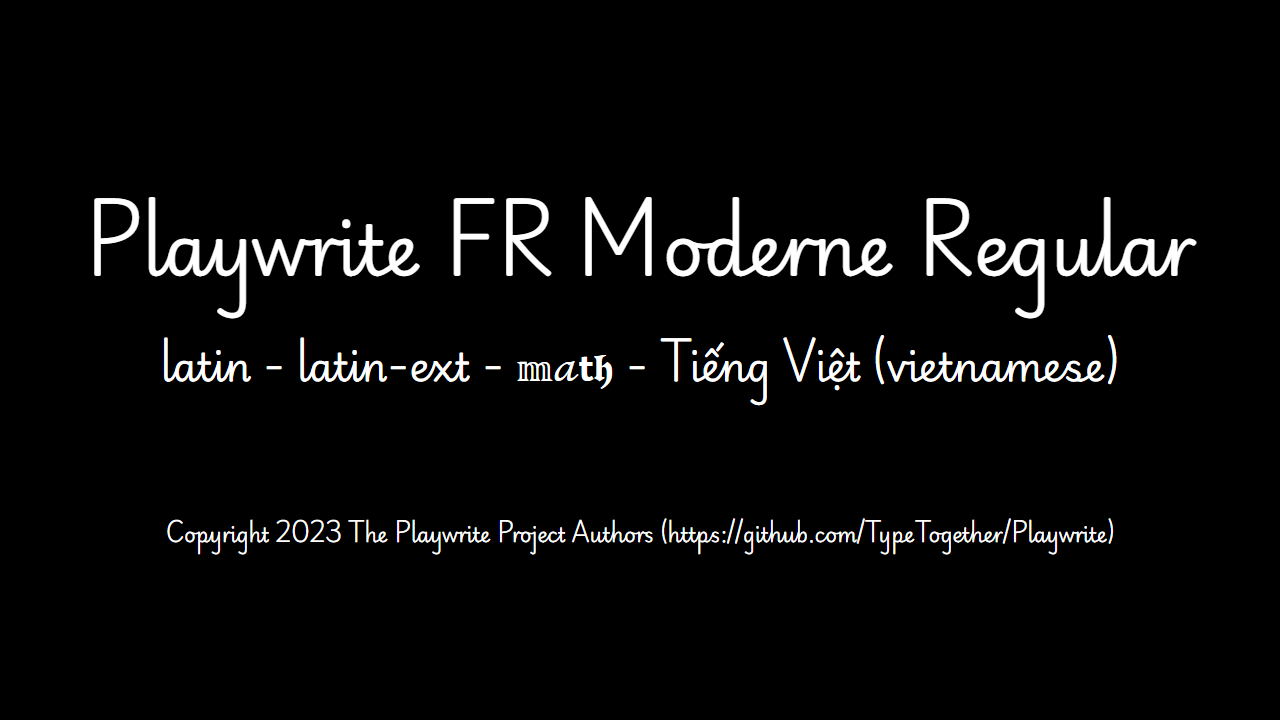 Playwrite FR Moderne Regular
latin - latin-ext - 𝕞𝑎𝐭𝖍 - Tiếng Việt (vietnamese)
Copyright 2023 The Playwrite Project Authors (https://github.com/TypeTogether/Playwrite)